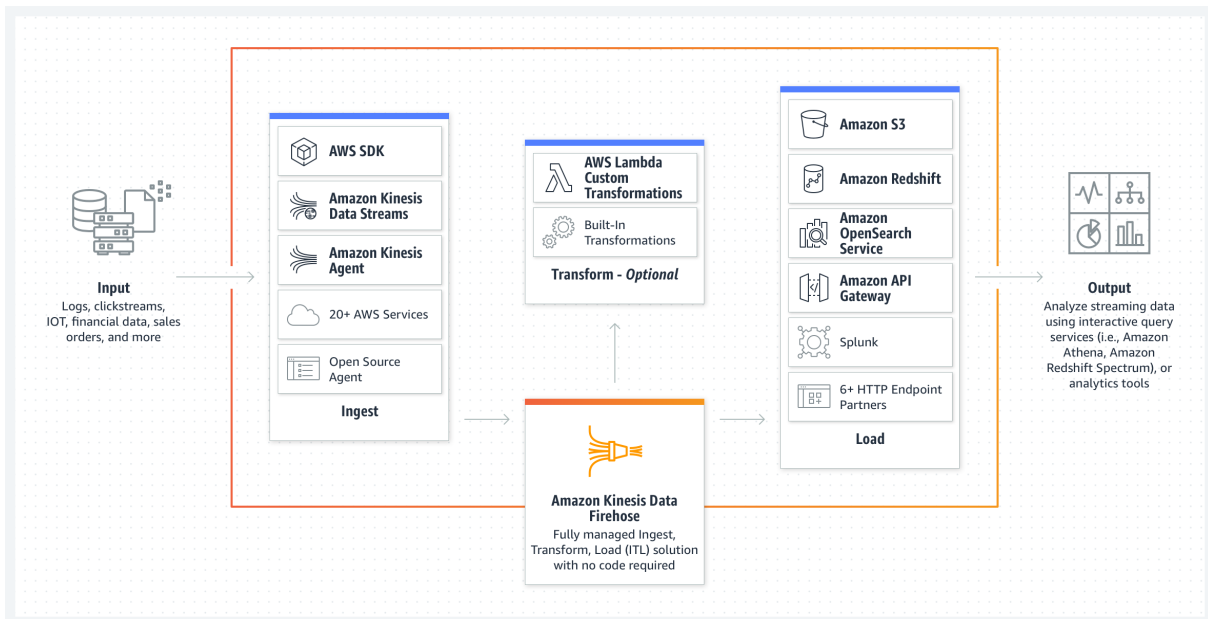 Input
Logs, clickstreams,
IOT, financial data, sales
orders, and more
AWS SDK
Amazon Kinesis
Data Streams
Amazon Kinesis
Agent
20+ AWS Services
Open Source
Agent
Ingest
AWS Lambda
Custom
Transformations
Built-In
Transformations
Transform - Optional
Amazon Kinesis Data
Firehose
Fully managed Ingest,
Transform, Load (ITL) solution
with no code required
Amazon S3
Amazon Redshift
Amazon
OpenSearch
Service
Amazon API
Gateway
Splunk
6+ HTTP Endpoint
Partners
Load
Output
Analyze streaming data
using interactive query
services (i.e., Amazon
Athena, Amazon
Redshift Spectrum), or
analytics tools